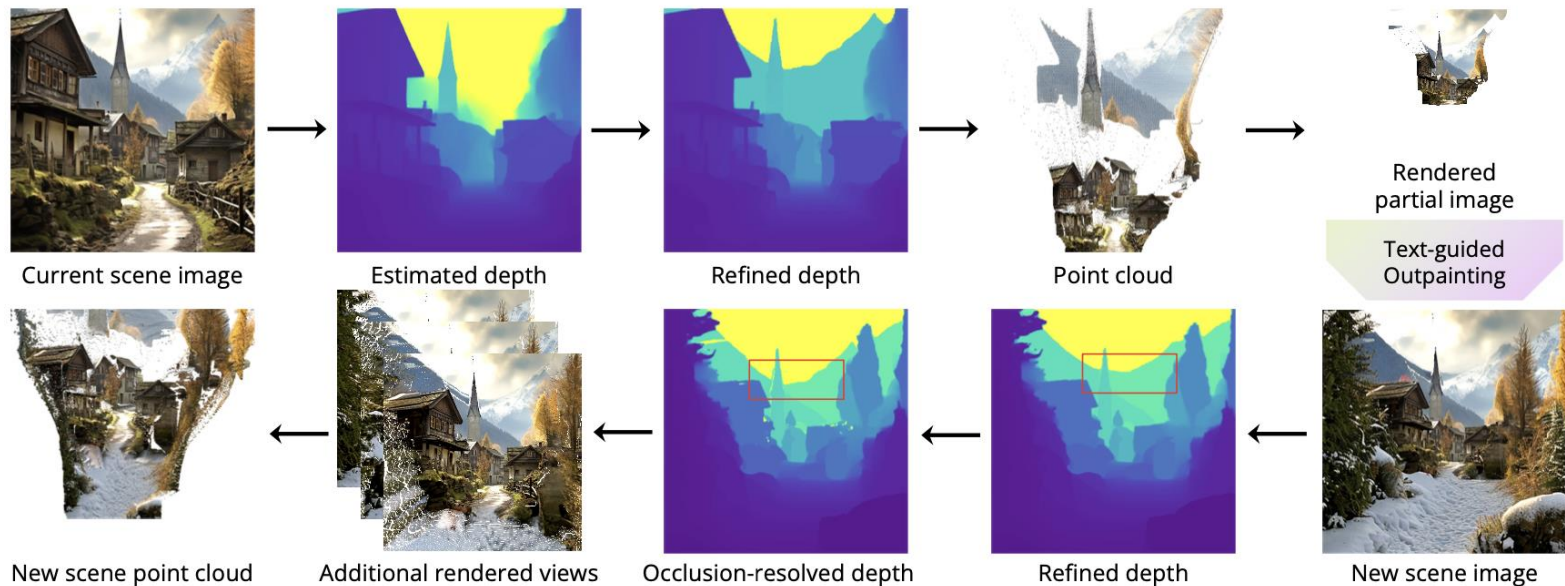 Rendered
partial image
Text-guided
Outpainting
Current scene image
Estimated depth
Refined depth
Point cloud
New scene point cloud
Additional rendered views
Occlusion-resolved depth
Refined depth
New scene image